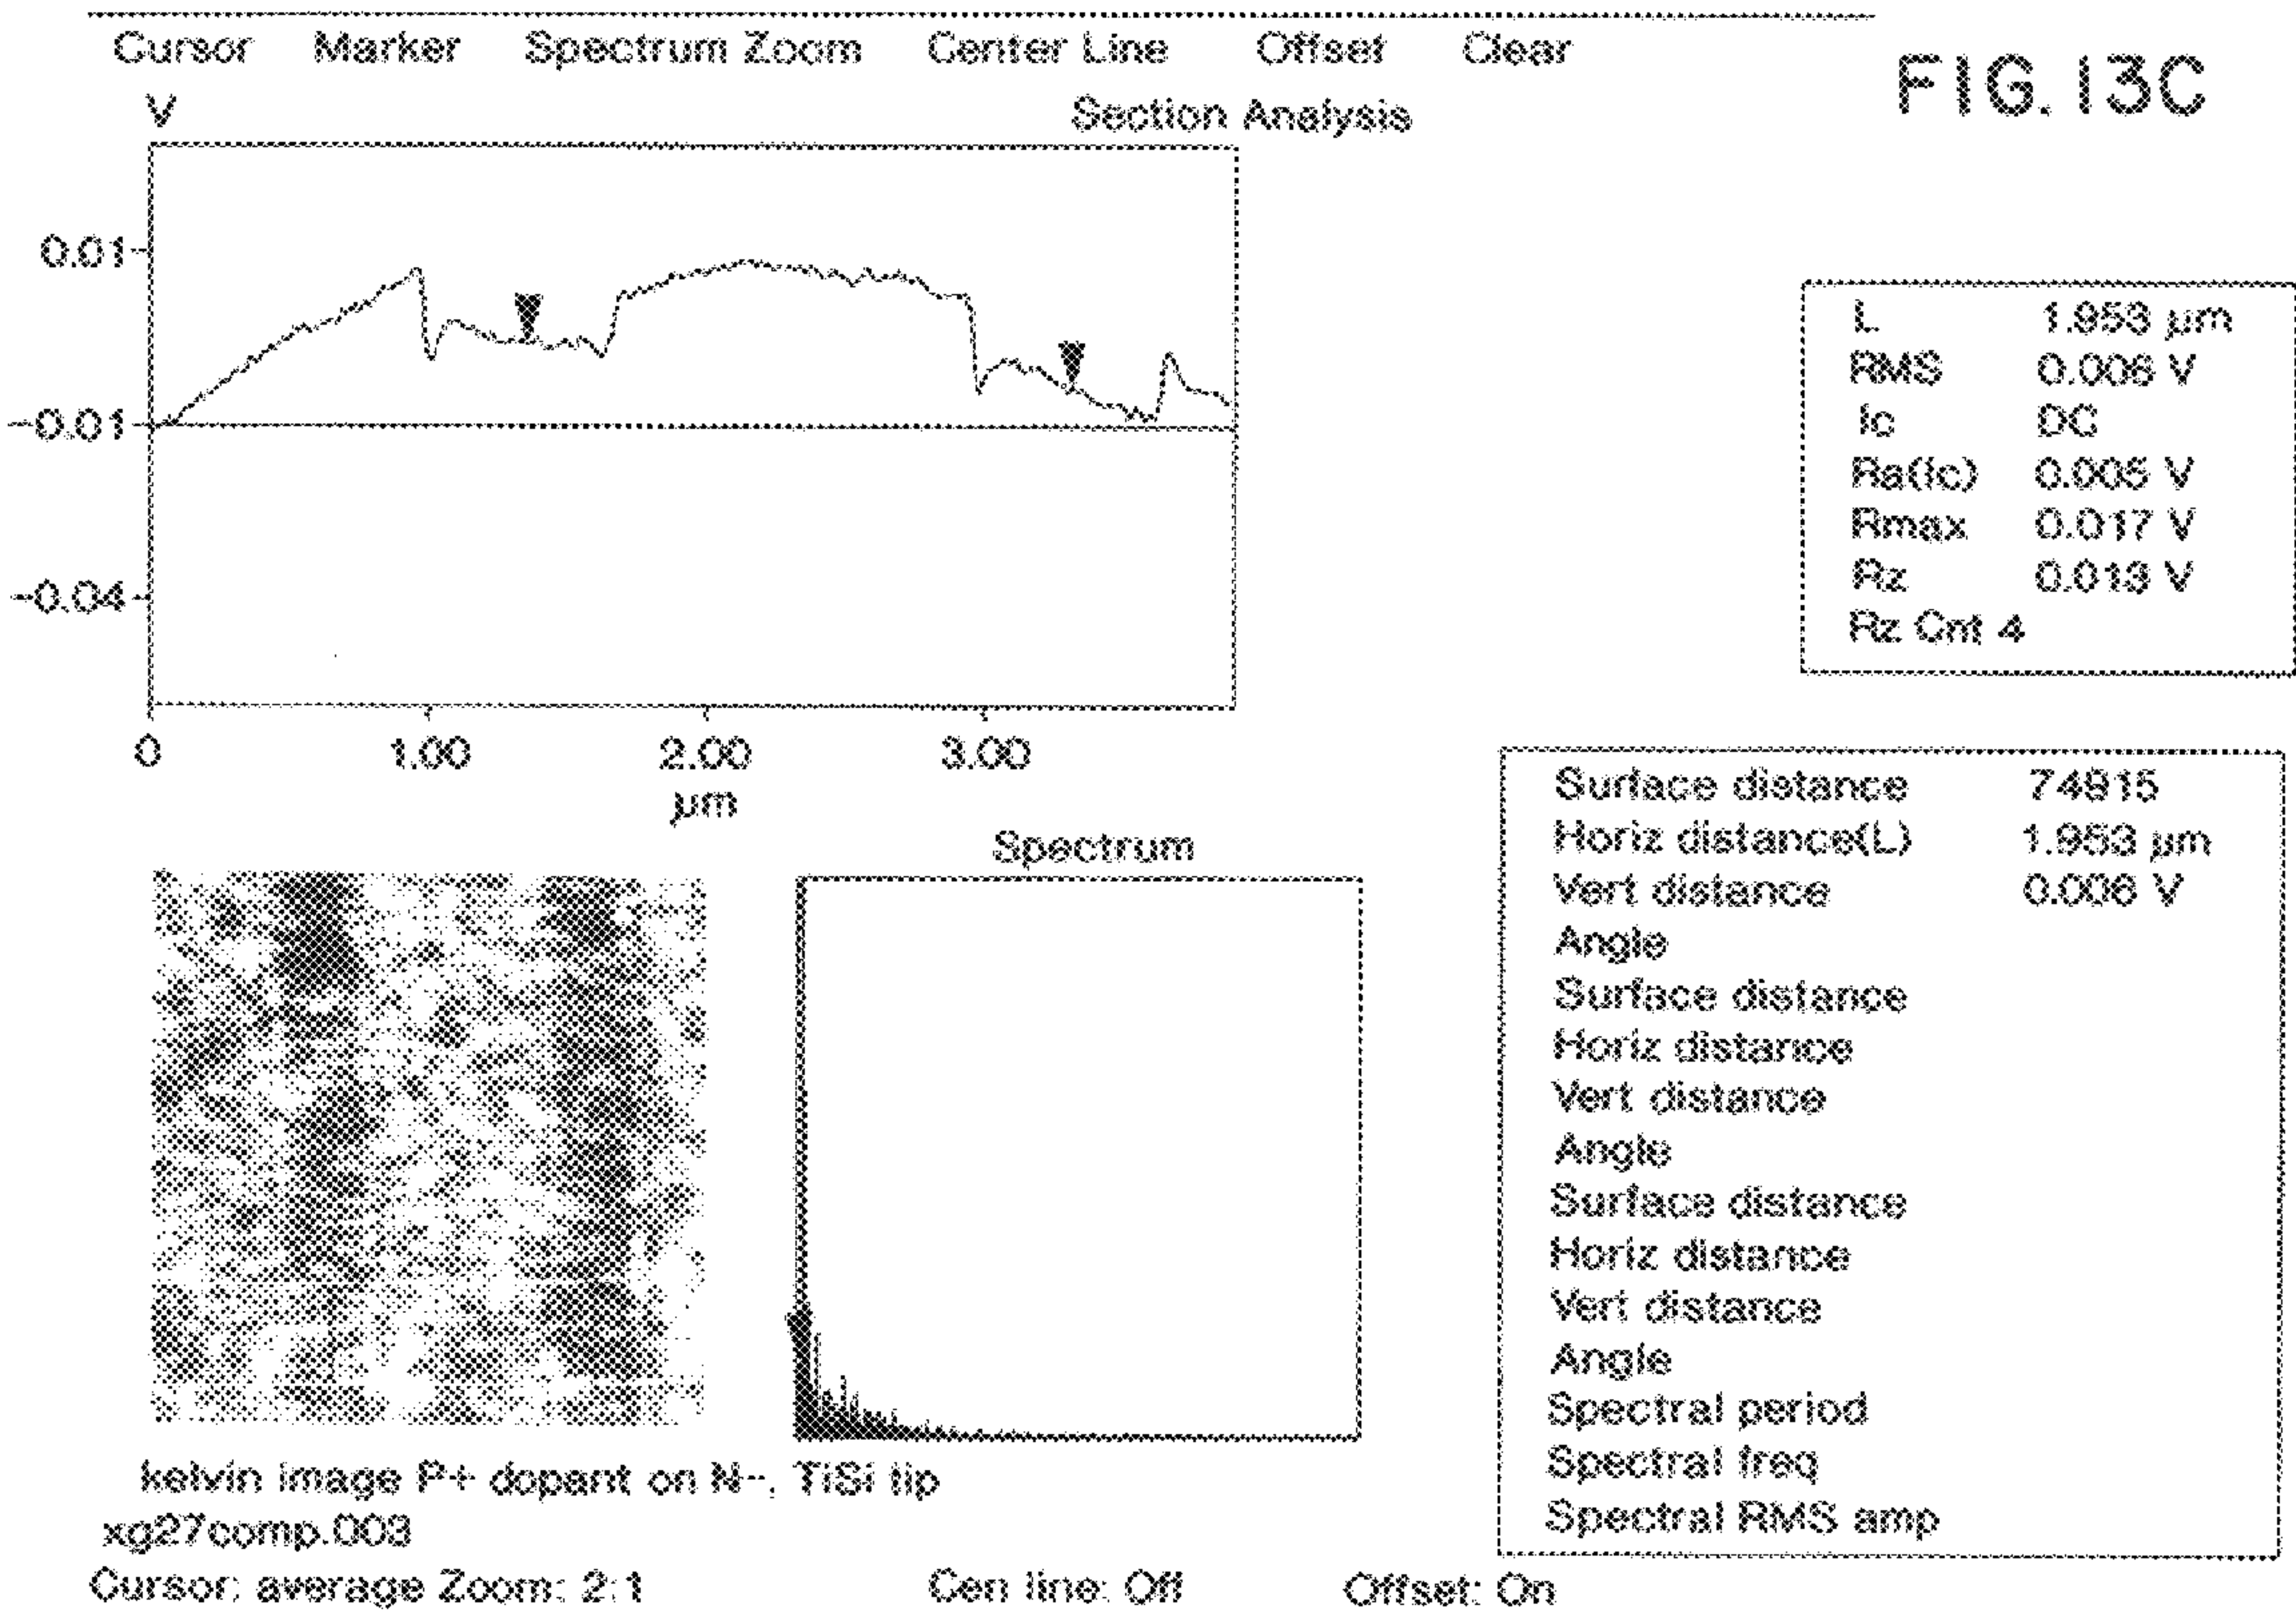 Cursor Marker Spectrum Zoom Center Line Offset Clear
FIG. 13C
V
Section Analysis
0.01
-0.01
-0.04
0
1.00
2.00
3.00
µm
L 1.953 µm
RMS 0.006 V
lc DC
Ra(lc) 0.005 V
Rmax 0.017 V
Rz 0.013 V
Rz Cnt 4
Surface distance 74915
Horiz distance(L) 1.953 µm
Vert distance 0.006 V
Angle
Surface distance
Horiz distance
Vert distance
Angle
Surface distance
Horiz distance
Vert distance
Angle
Spectral period
Spectral freq
Spectral RMS amp
Spectrum
kelvin image P+ dopant on N-, TiSi tip
xg27comp.003
Cursor: average Zoom: 2:1 Cen line: Off Offset: On